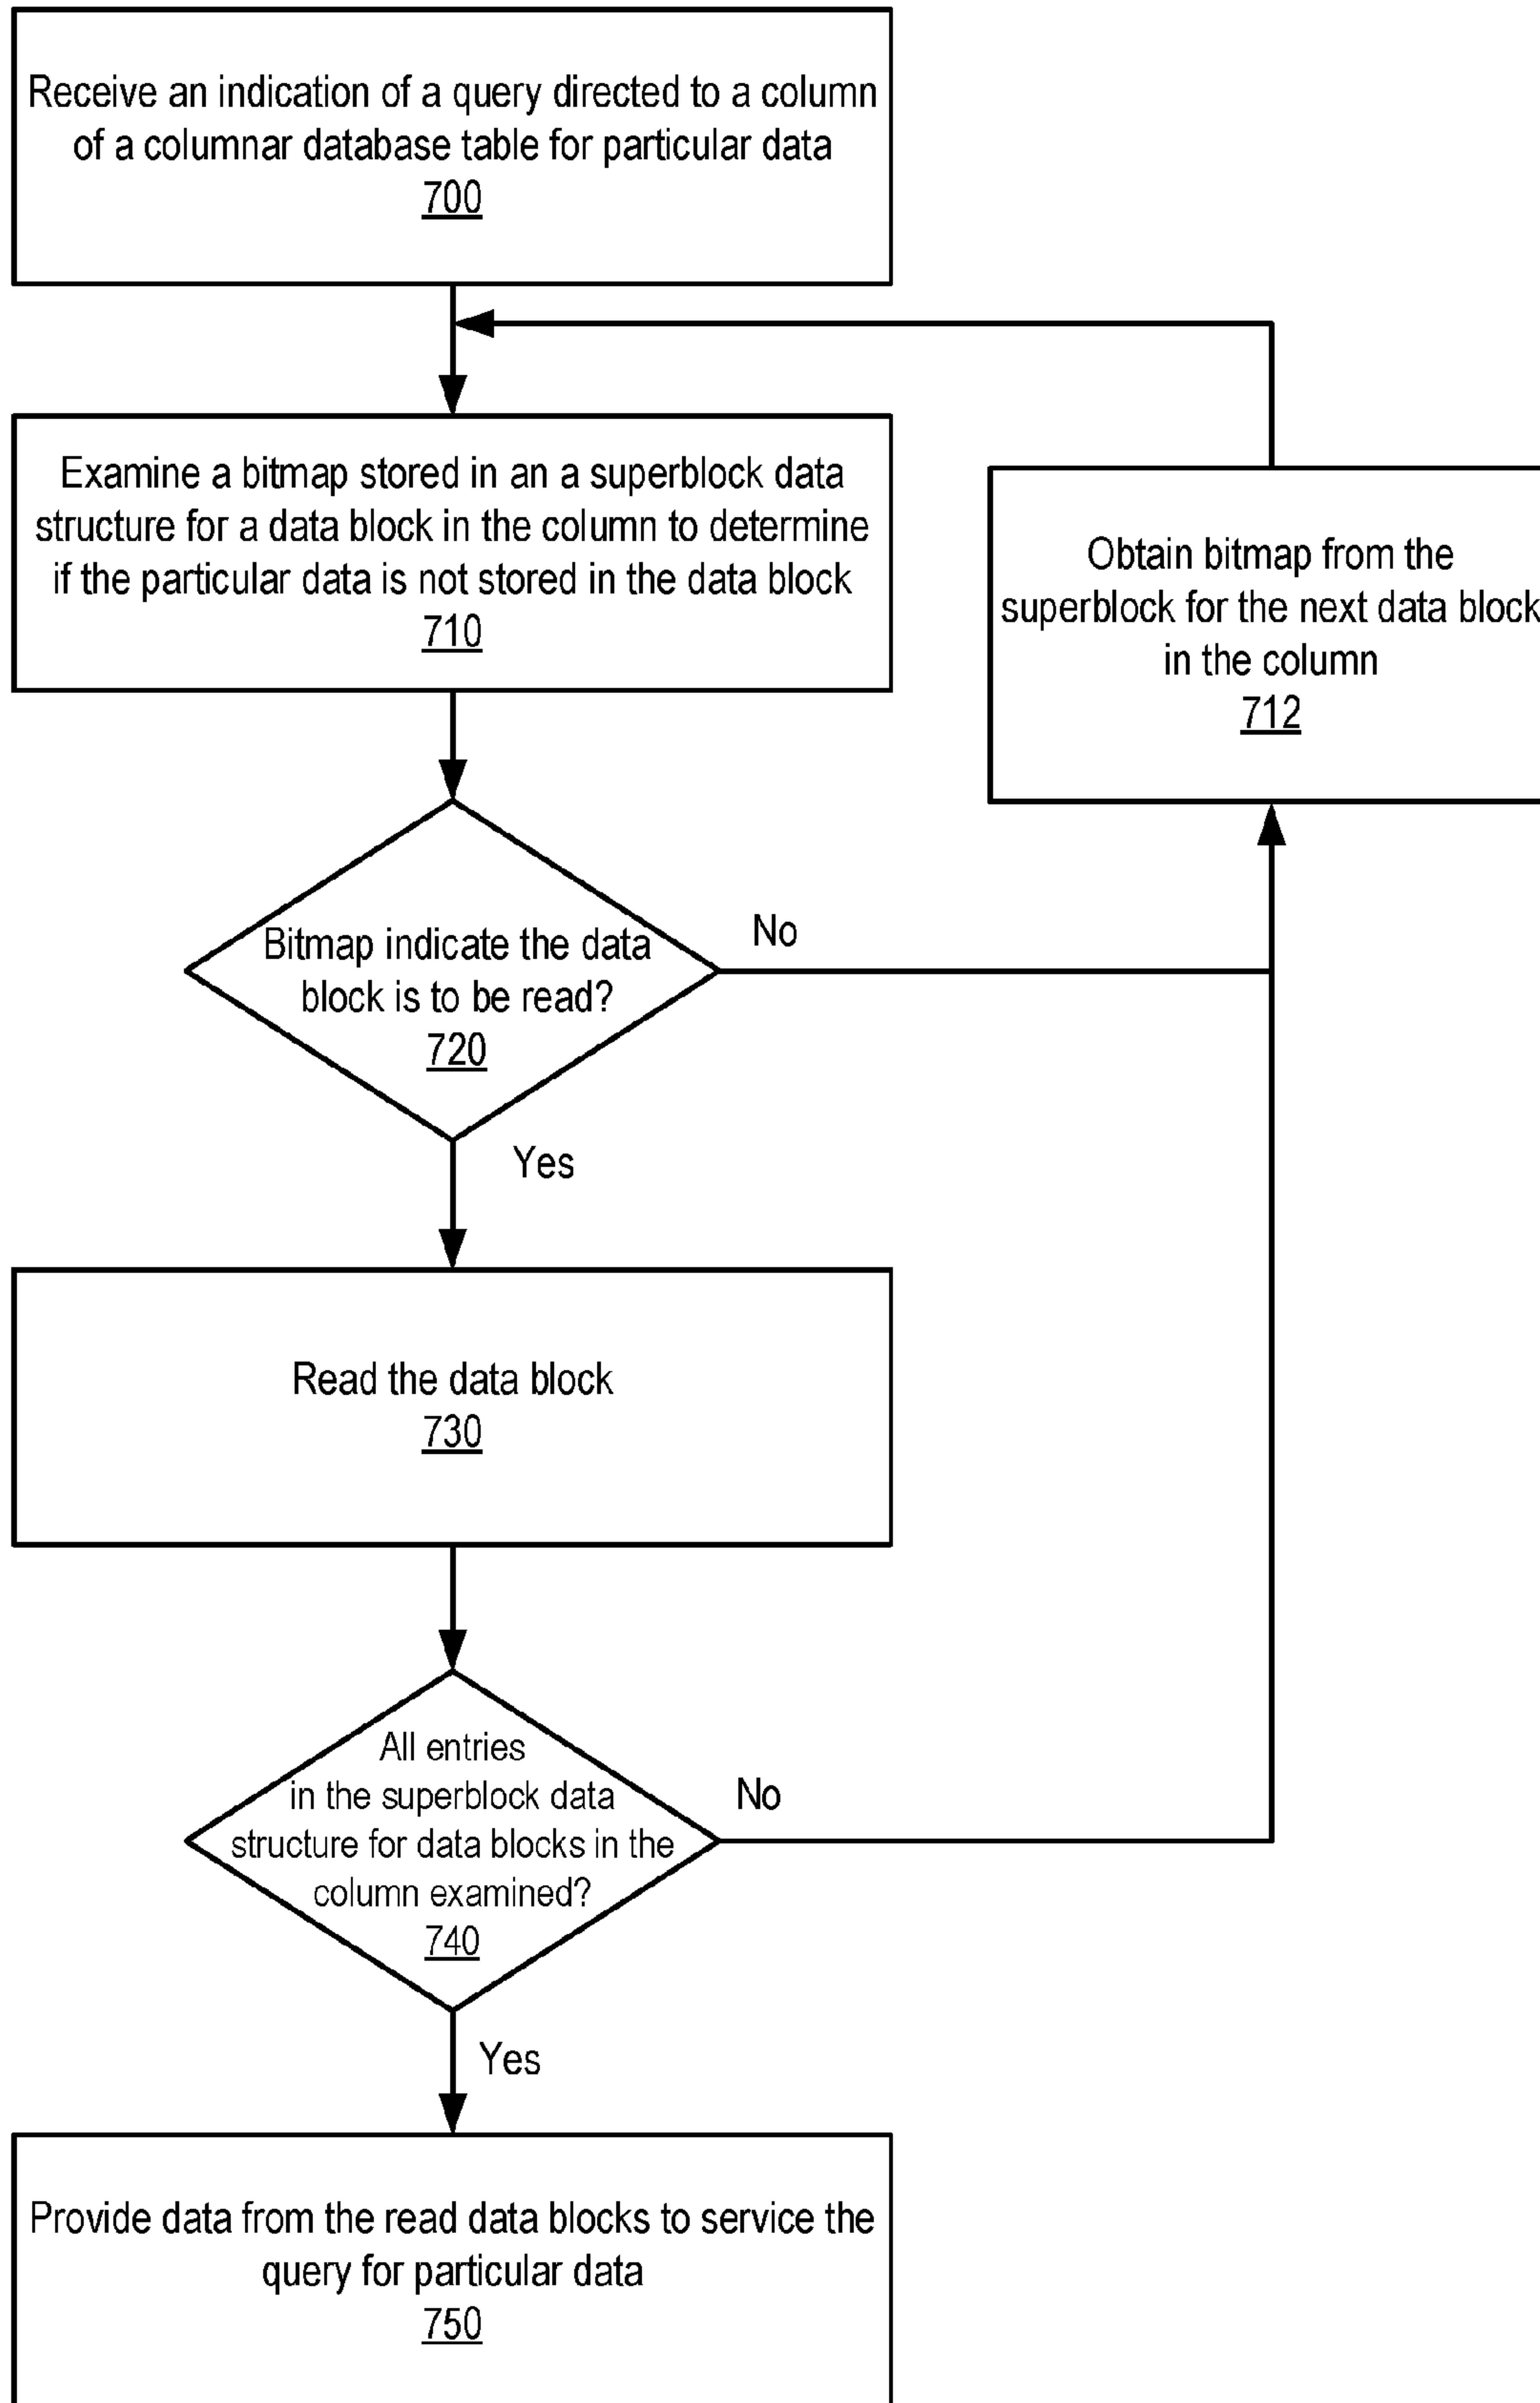 Receive an indication of a query directed to a column
of a columnar database table for particular data
700
Examine a bitmap stored in an a superblock data
structure for a data block in the column to determine
if the particular data is not stored in the data block
710
Obtain bitmap from the
superblock for the next data block
in the column
712
Bitmap indicate the data
block is to be read?
720
No
Yes
Read the data block
730
All entries
in the superblock data
structure for data blocks in the
column examined?
740
No
Yes
Provide data from the read data blocks to service the
query for particular data
750